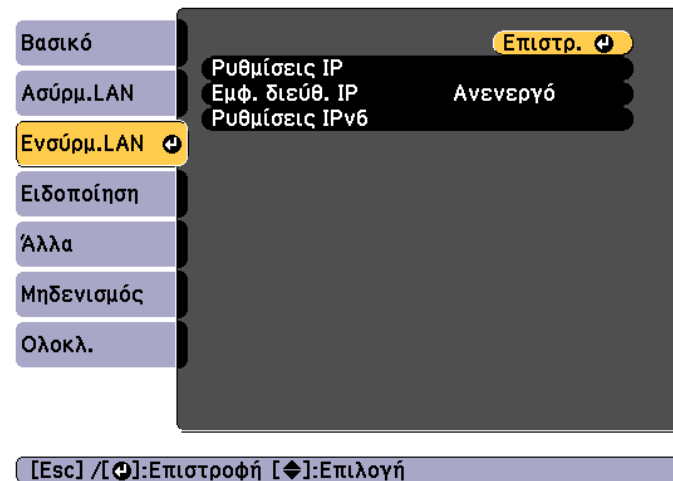 Βασικό
Ασύρμ.LAN
Ενσύρμ.LAN
Ειδοποίηση
Άλλα
Μηδενισμός
Ολοκλ.
Επιστρ.
Ρυθμίσεις IP
Εμφ. διεύθ. IP Ανενεργό
Ρυθμίσεις IPv6
[Esc] /[⏎]:Επιστροφή [◆]:Επιλογή